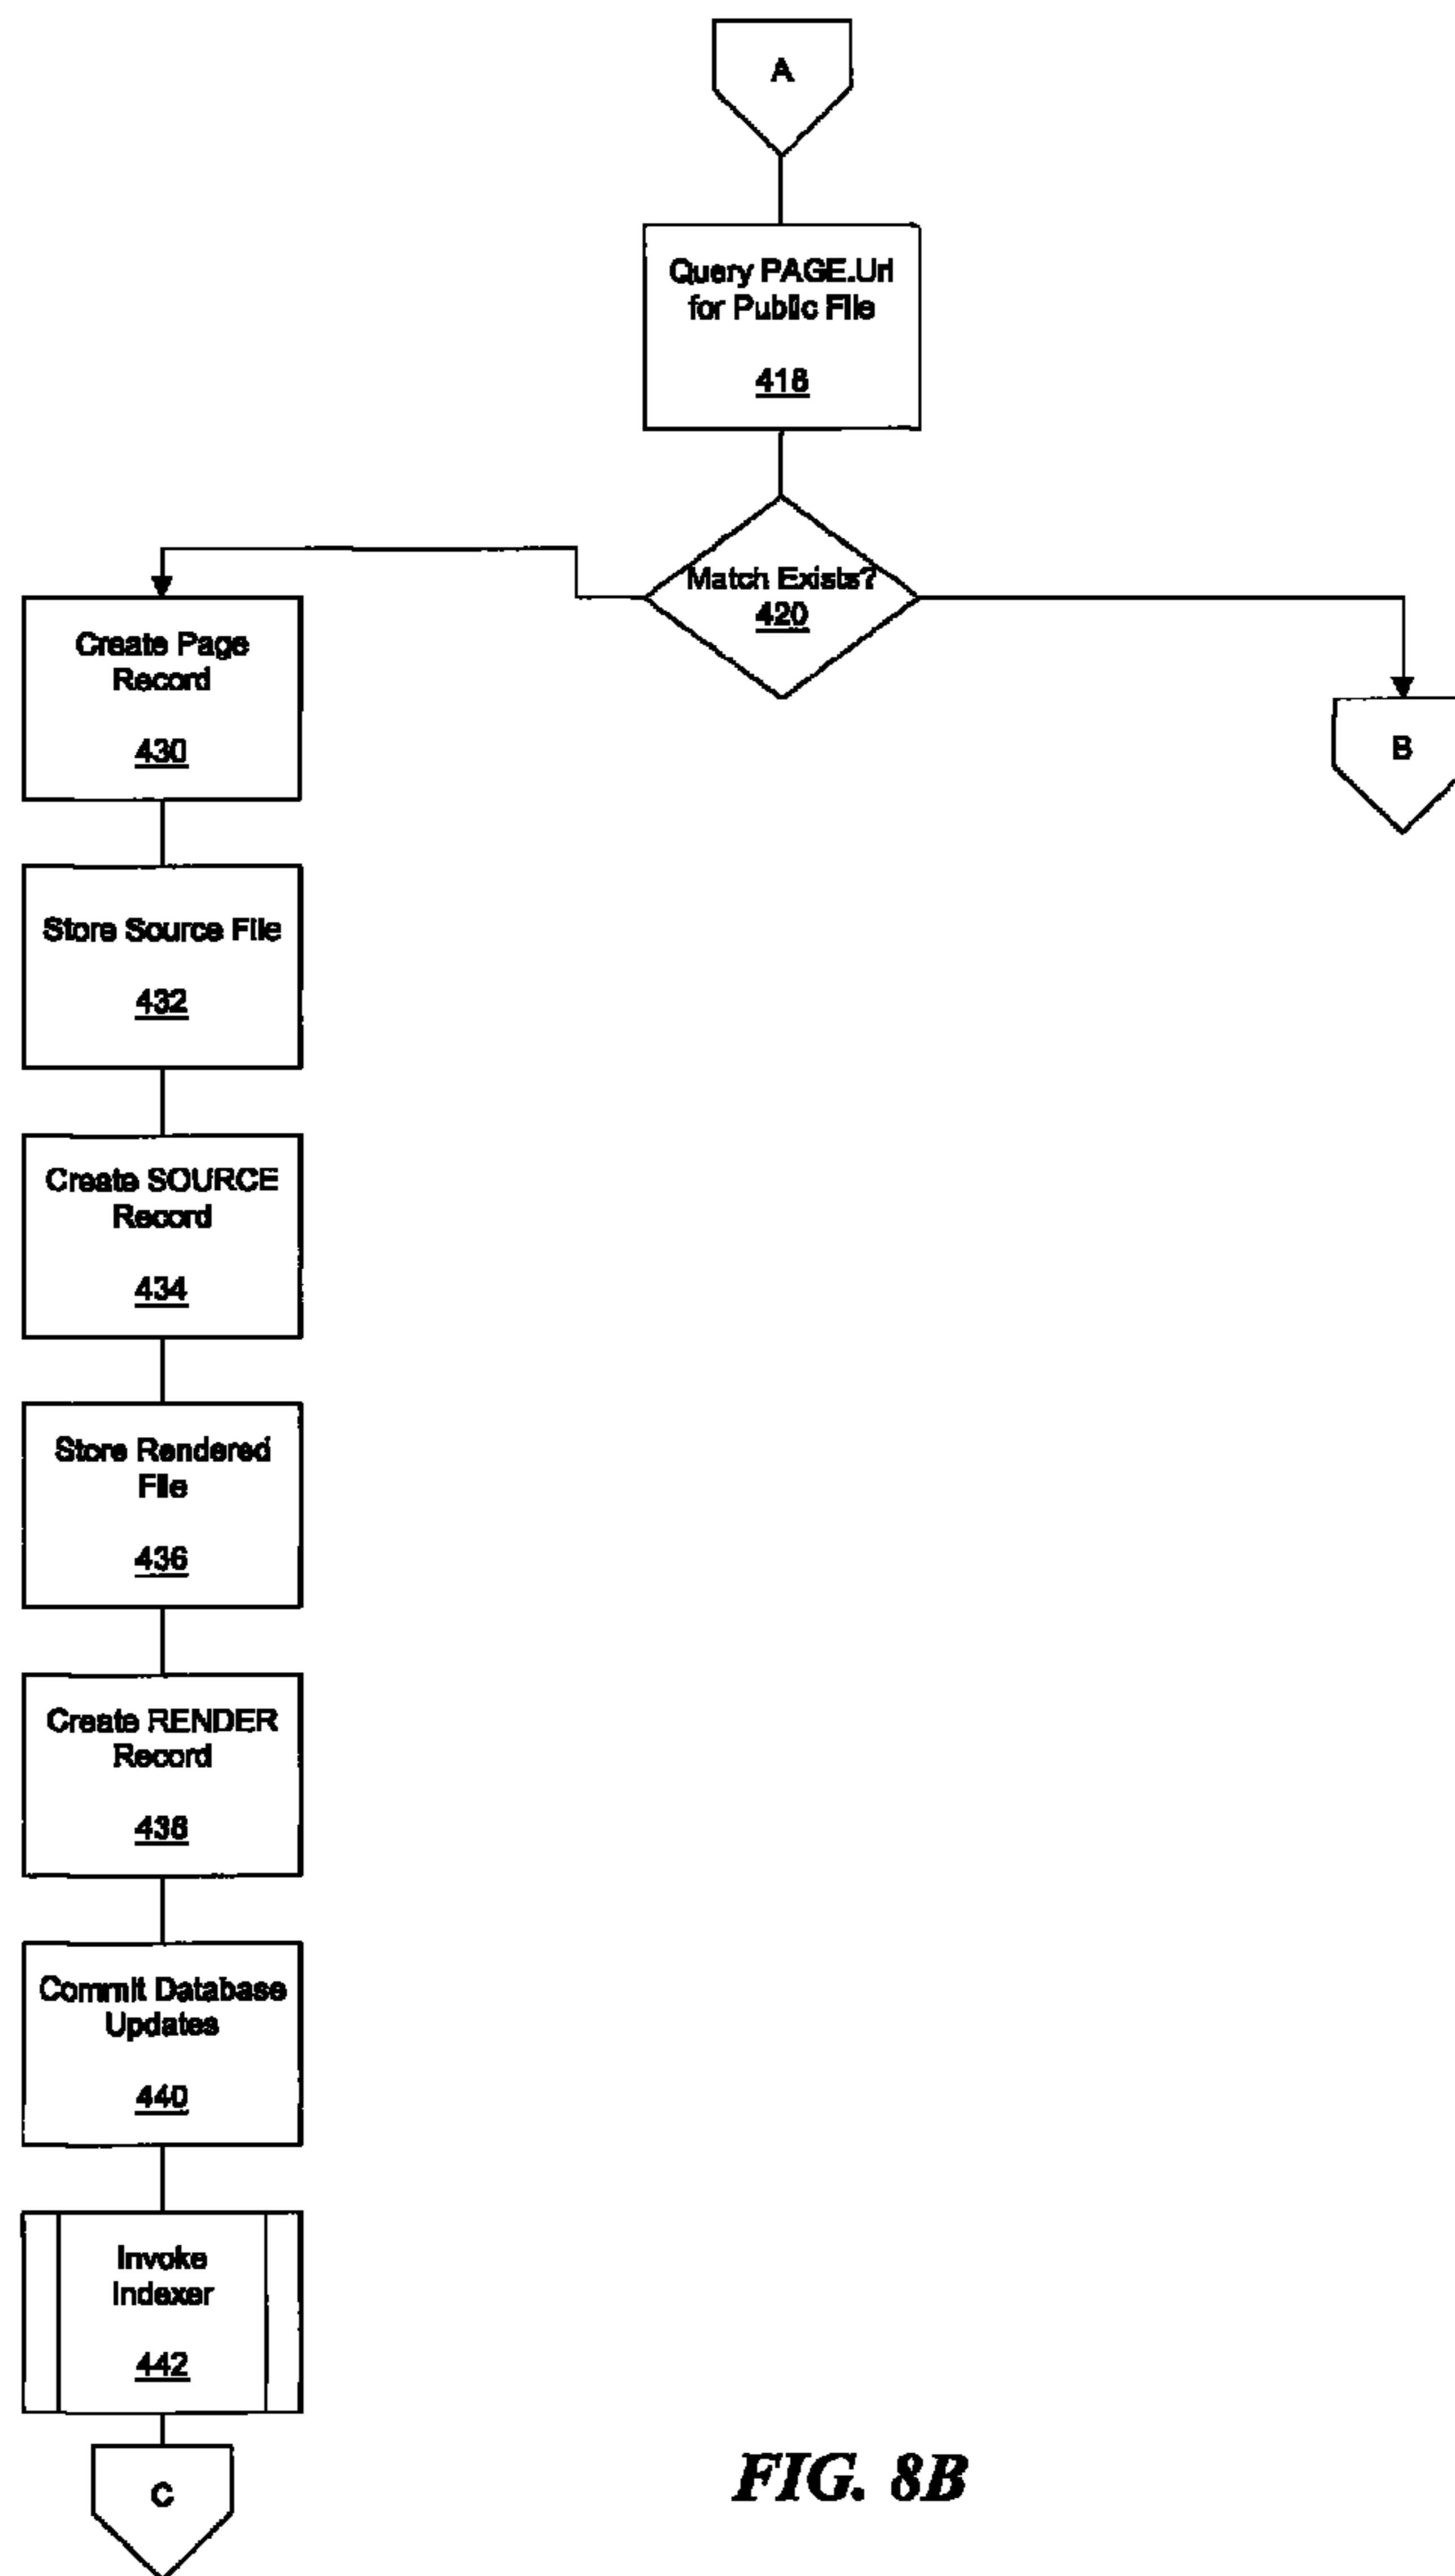 A
Query PAGE.Url
for Public File
418
Match Exists?
420
Create Page
Record
430
B
Store Source File
432
Create SOURCE
Record
434
Store Rendered
File
436
Create RENDER
Record
438
Commit Database
Updates
440
Invoke
Indexer
442
C
FIG. 8B